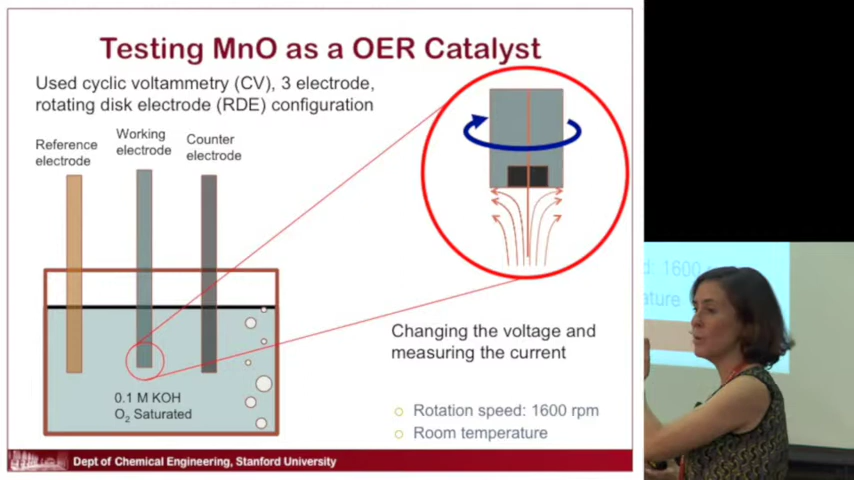 Testing MnO as a OER Catalyst
Used cyclic voltammetry (CV), 3 electrode,
rotating disk electrode (RDE) configuration
Reference
electrode
Working
electrode
Counter
electrode
0.1 M KOH
O₂ Saturated
Changing the voltage and
measuring the current
Rotation speed: 1600 rpm
Room temperature
Dept of Chemical Engineering, Stanford University
d: 1600
ature